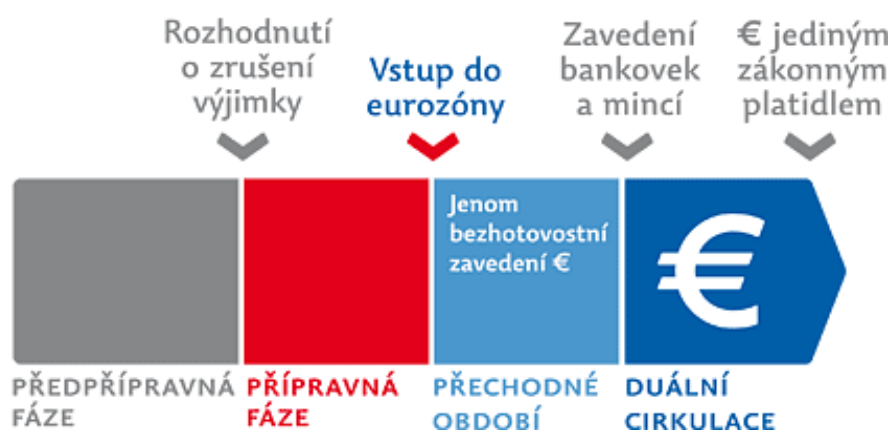 Rozhodnutí
o zrušení
výjimky
Vstup do
eurozóny
Zavedení
bankovek
a mincí
€ jediným
zákonným
platidlem
Jenom
bezhotovostní
zavedení €
€
PŘEDPŘÍPRAVNÁ
FÁZE
PŘÍPRAVNÁ
FÁZE
PŘECHODNÉ
OBDOBÍ
DUÁLNÍ
CIRKULACE